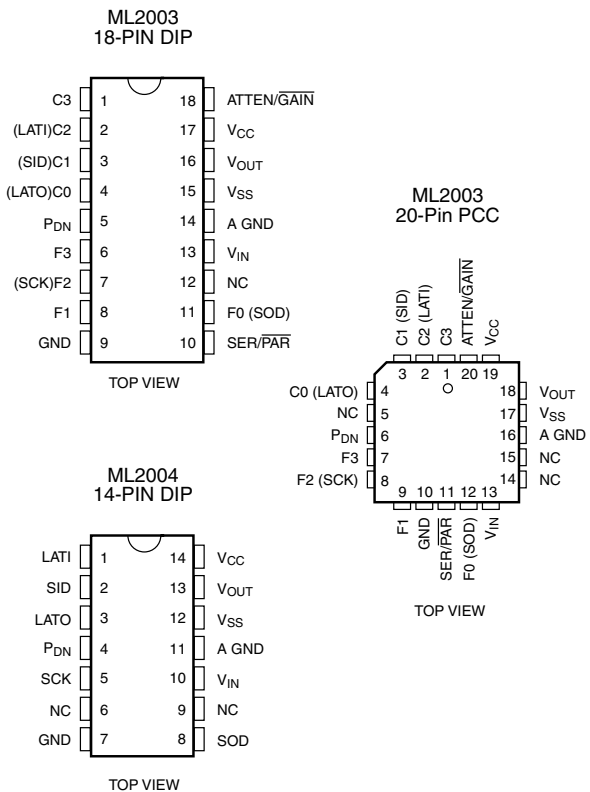 ML2003
18-PIN DIP
C3 1 18 ATTEN/GAIN
(LATI)C2 2 17 VCC
(SID)C1 3 16 VOUT
(LATO)C0 4 15 VSS
PDN 5 14 A GND
F3 6 13 VIN
(SCK)F2 7 12 NC
F1 8 11 F0 (SOD)
GND 9 10 SER/PAR
TOP VIEW
ML2003
20-Pin PCC
C1 (SID) C2 (LATI) C3 ATTEN/GAIN VCC
3 2 1 20 19
C0 (LATO) 4 18 VOUT
NC 5 17 VSS
PDN 6 16 A GND
F3 7 15 NC
F2 (SCK) 8 14 NC
9 10 11 12 13
F1 GND SER/PAR F0 (SOD) VIN
TOP VIEW
ML2004
14-PIN DIP
LATI 1 14 VCC
SID 2 13 VOUT
LATO 3 12 VSS
PDN 4 11 A GND
SCK 5 10 VIN
NC 6 9 NC
GND 7 8 SOD
TOP VIEW